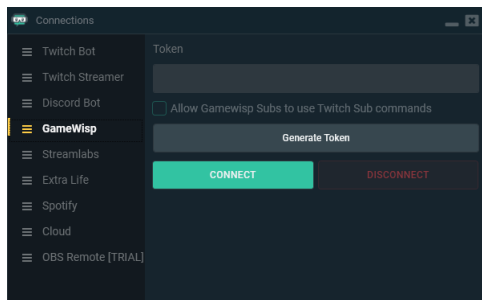 Connections
Twitch Bot
Twitch Streamer
Discord Bot
GameWisp
Streamlabs
Extra Life
Spotify
Cloud
OBS Remote [TRIAL]
Token
Allow Gamewisp Subs to use Twitch Sub commands
Generate Token
CONNECT
DISCONNECT